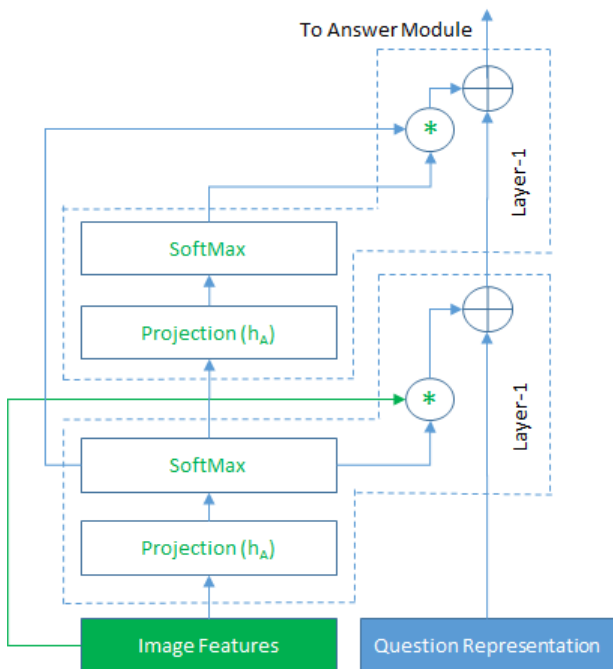 To Answer Module
*
Layer-1
SoftMax
Projection (hA)
*
Layer-1
SoftMax
Projection (hA)
Image Features
Question Representation